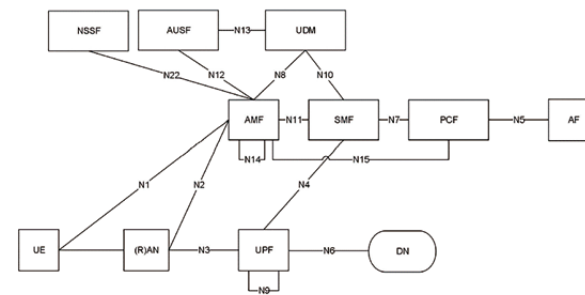 NSSF
AUSF
N13
UDM
N22
N12
N8
N10
AMF
N11
SMF
N7
PCF
N5
AF
N14
N15
N1
N2
N4
UE
(R)AN
N3
UPF
N6
DN
N9